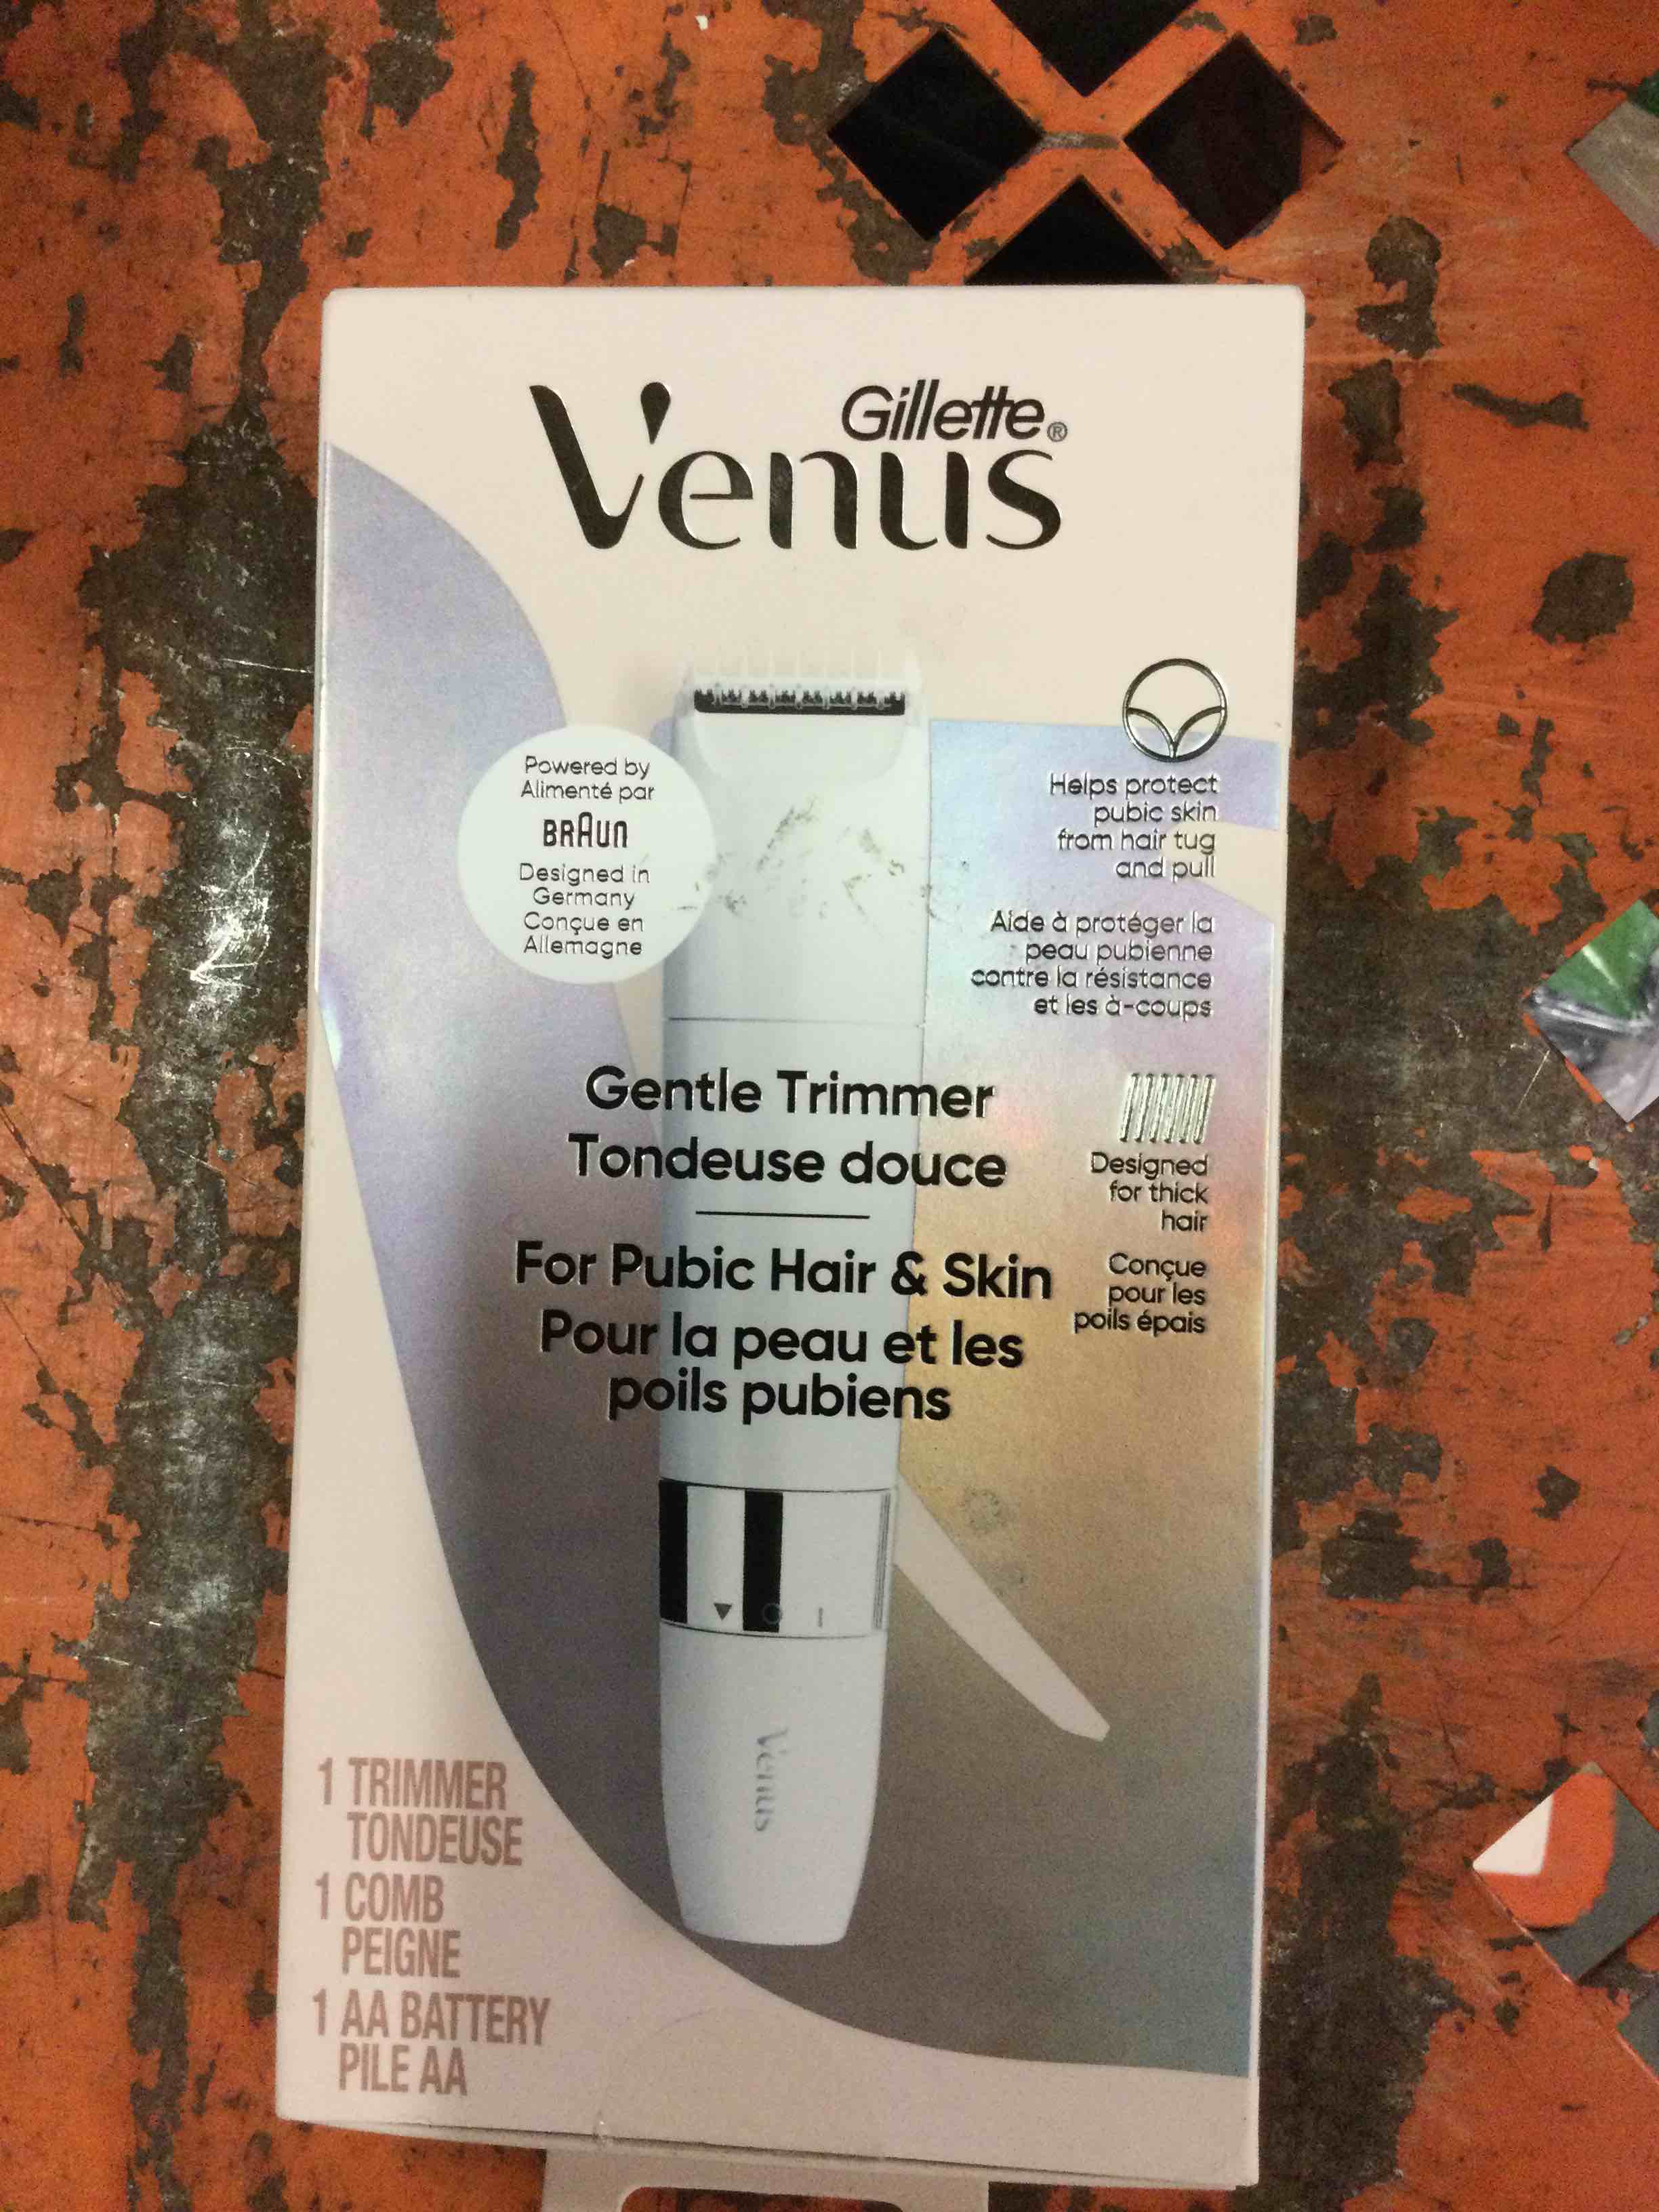 Gillette®
Venus
Powered by
Alimenté par
BRAUN
Designed in
Germany
Conçue en
Allemagne
Helps protect
pubic skin
from hair tug
and pull
Aide à protéger la
peau pubienne
contre la résistance
et les à-coups
Gentle Trimmer
Tondeuse douce
Designed
for thick
hair
For Pubic Hair & Skin
Pour la peau et les
poils pubiens
Conçue
pour les
poils épais
Venus
1 TRIMMER
TONDEUSE
1 COMB
PEIGNE
1 AA BATTERY
PILE AA